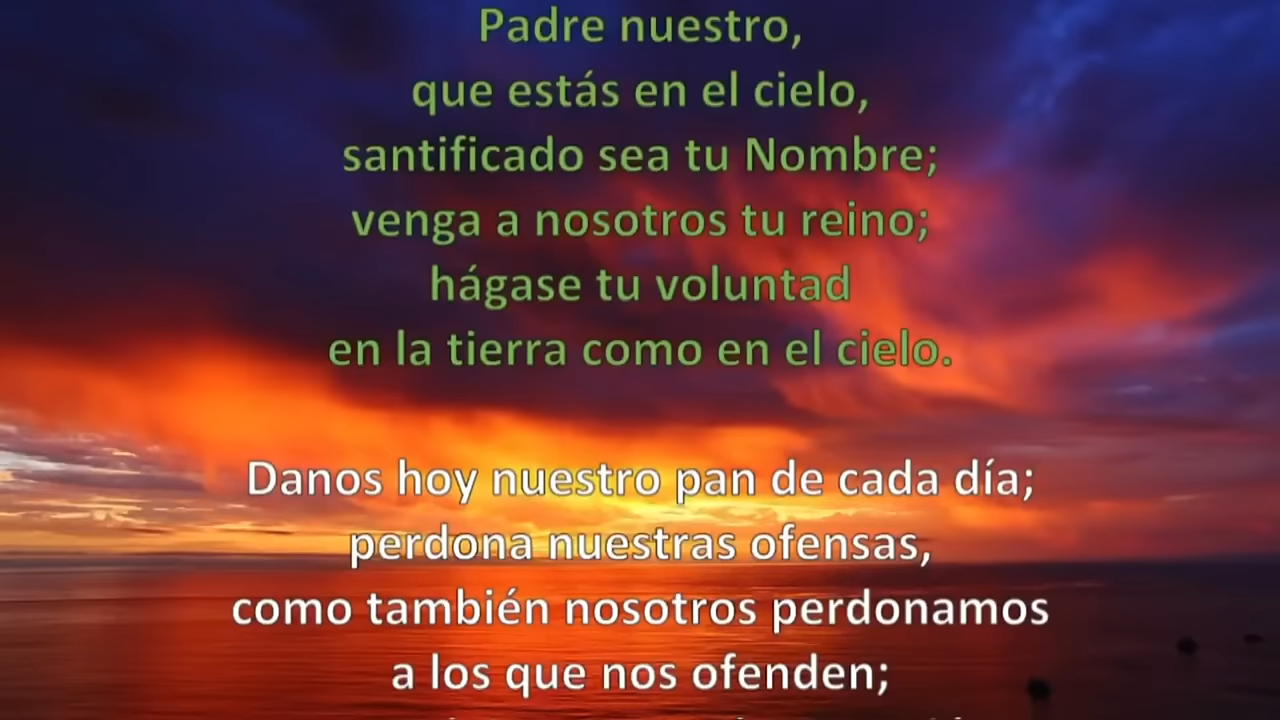 Padre nuestro,
que estás en el cielo,
santificado sea tu Nombre;
venga a nosotros tu reino;
hágase tu voluntad
en la tierra como en el cielo.
Danos hoy nuestro pan de cada día;
perdona nuestras ofensas,
como también nosotros perdonamos
a los que nos ofenden;